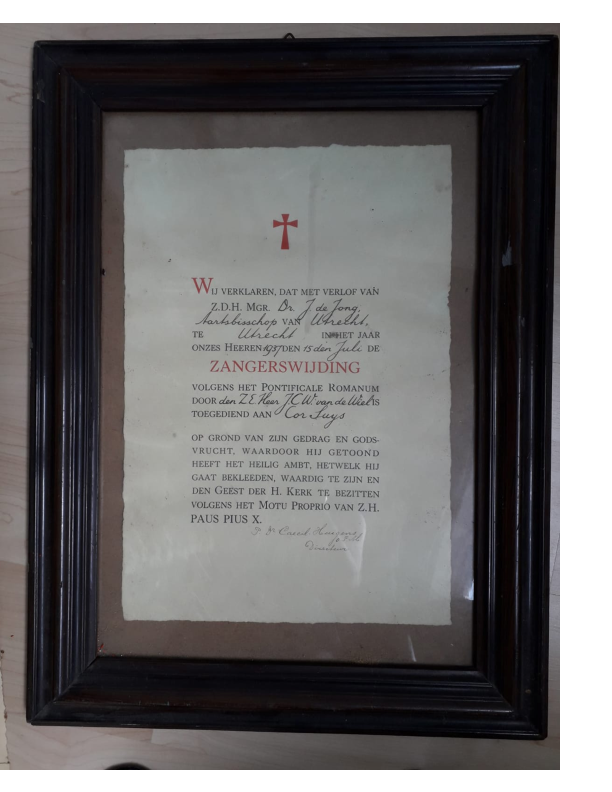 WIJ VERKLAREN, DAT MET VERLOF VAN
Z.D.H. MGR. Dr. J. de Jong,
Aartsbisschop VAN Utrecht,
TE Utrecht IN HET JAAR
ONZES HEEREN 1937 DEN 15 den Juli DE
ZANGERSWIJDING
VOLGENS HET PONTIFICALE ROMANUM
DOOR den Z.E. Heer J.C.W. van de Wiel IS
TOEGEDIEND AAN Cor Suys
OP GROND VAN ZIJN GEDRAG EN GODS-
VRUCHT, WAARDOOR HIJ GETOOND
HEEFT HET HEILIG AMBT, HETWELK HIJ
GAAT BEKLEEDEN, WAARDIG TE ZIJN EN
DEN GEEST DER H. KERK TE BEZITTEN
VOLGENS HET MOTU PROPRIO VAN Z.H.
PAUS PIUS X.